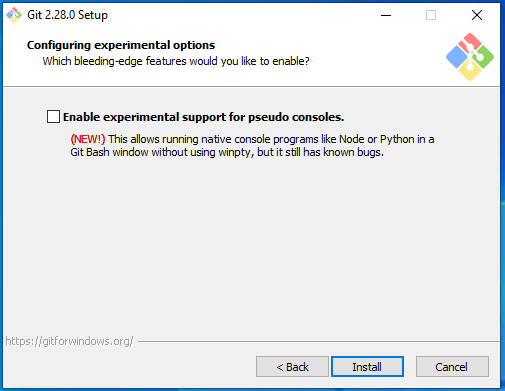 Git 2.28.0 Setup
Configuring experimental options
Which bleeding-edge features would you like to enable?
Enable experimental support for pseudo consoles.
(NEW!) This allows running native console programs like Node or Python in a
Git Bash window without using winpty, but it still has known bugs.
https://gitforwindows.org/
< Back
Install
Cancel